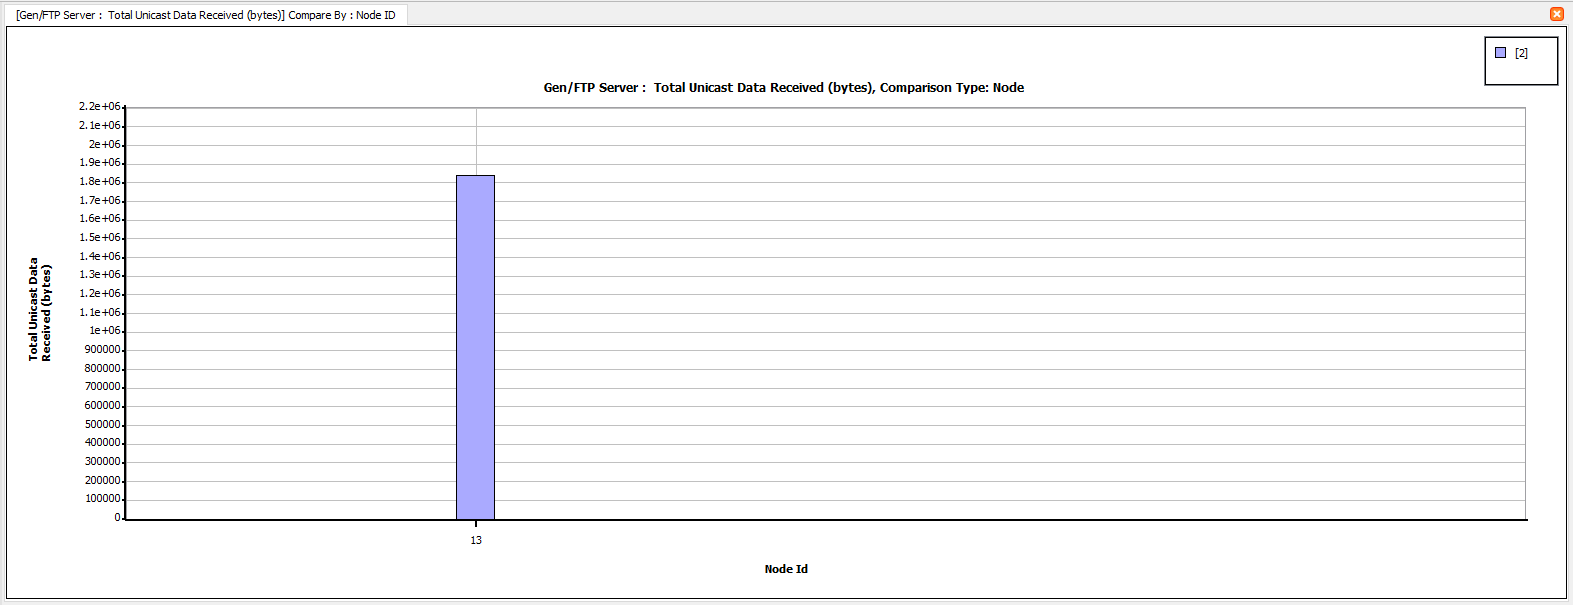 [Gen/FTP Server :  Total Unicast Data Received (bytes)] Compare By : Node ID
[2]
Gen/FTP Server :  Total Unicast Data Received (bytes), Comparison Type: Node
2.2e+06
2.1e+06
2e+06
1.9e+06
1.8e+06
1.7e+06
1.6e+06
1.5e+06
1.4e+06
1.3e+06
1.2e+06
1.1e+06
1e+06
900000
800000
700000
600000
500000
400000
300000
200000
100000
0
Total Unicast Data
Received (bytes)
13
Node Id